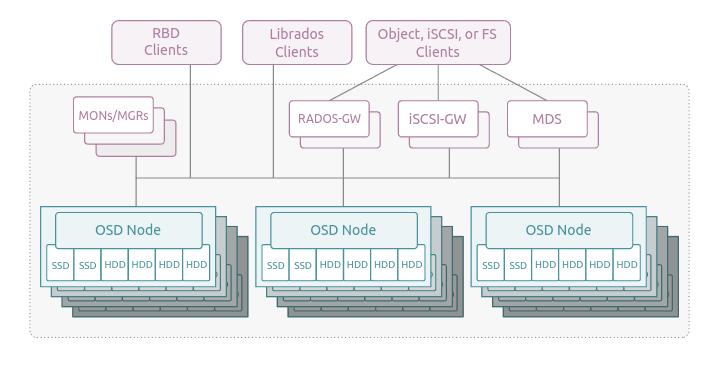 RBD
Clients
Librados
Clients
Object, iSCSI, or FS
Clients
MONs/MGRs
RADOS-GW
iSCSI-GW
MDS
OSD Node
SSD SSD HDD HDD HDD HDD
OSD Node
SSD SSD HDD HDD HDD HDD
OSD Node
SSD SSD HDD HDD HDD HDD